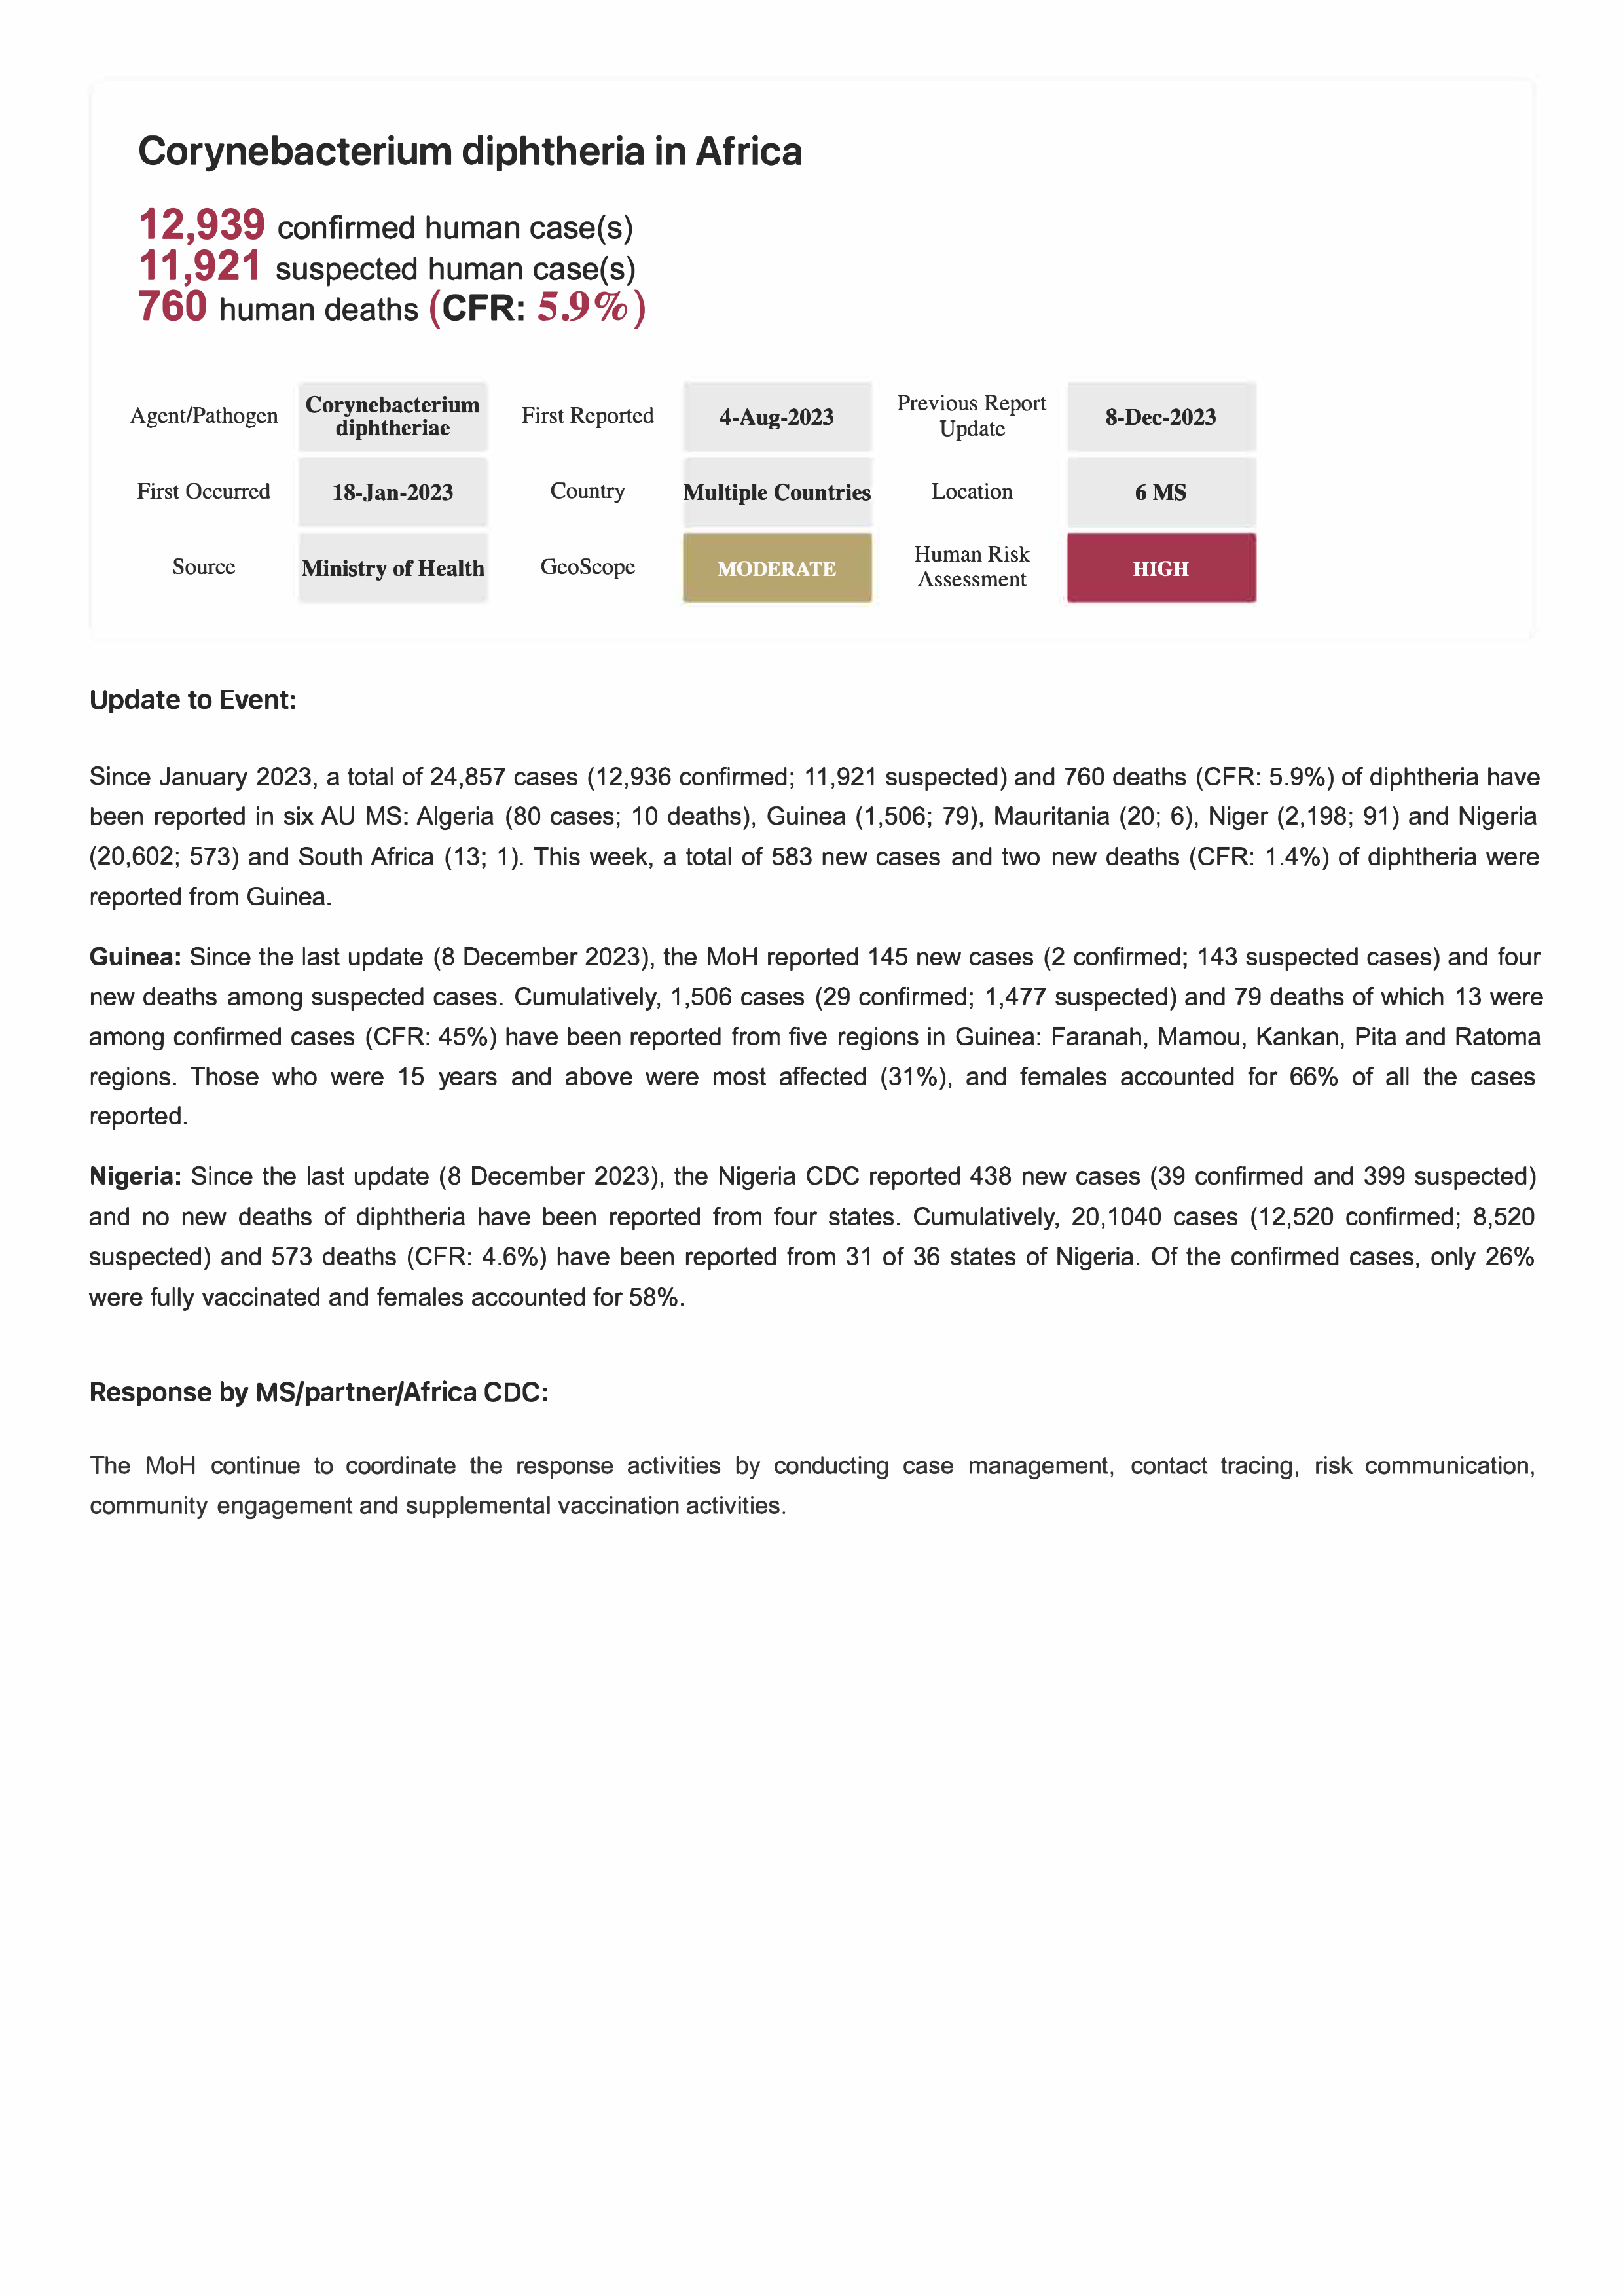 Corynebacterium diphtheria in Africa
12,939 confirmed human case(s)
11,921 suspected human case(s)
760 human deaths (CFR: 5.9%)
Agent/Pathogen Corynebacterium diphtheriae First Reported 4-Aug-2023 Previous Report Update 8-Dec-2023
First Occurred 18-Jan-2023 Country Multiple Countries Location 6 MS
Source Ministry of Health GeoScope MODERATE Human Risk Assessment HIGH
Update to Event:
Since January 2023, a total of 24,857 cases (12,936 confirmed; 11,921 suspected) and 760 deaths (CFR: 5.9%) of diphtheria have
been reported in six AU MS: Algeria (80 cases; 10 deaths), Guinea (1,506; 79), Mauritania (20; 6), Niger (2,198; 91) and Nigeria
(20,602; 573) and South Africa (13; 1). This week, a total of 583 new cases and two new deaths (CFR: 1.4%) of diphtheria were
reported from Guinea.
Guinea: Since the last update (8 December 2023), the MoH reported 145 new cases (2 confirmed; 143 suspected cases) and four
new deaths among suspected cases. Cumulatively, 1,506 cases (29 confirmed; 1,477 suspected) and 79 deaths of which 13 were
among confirmed cases (CFR: 45%) have been reported from five regions in Guinea: Faranah, Mamou, Kankan, Pita and Ratoma
regions. Those who were 15 years and above were most affected (31%), and females accounted for 66% of all the cases
reported.
Nigeria: Since the last update (8 December 2023), the Nigeria CDC reported 438 new cases (39 confirmed and 399 suspected)
and no new deaths of diphtheria have been reported from four states. Cumulatively, 20,1040 cases (12,520 confirmed; 8,520
suspected) and 573 deaths (CFR: 4.6%) have been reported from 31 of 36 states of Nigeria. Of the confirmed cases, only 26%
were fully vaccinated and females accounted for 58%.
Response by MS/partner/Africa CDC:
The MoH continue to coordinate the response activities by conducting case management, contact tracing, risk communication,
community engagement and supplemental vaccination activities.